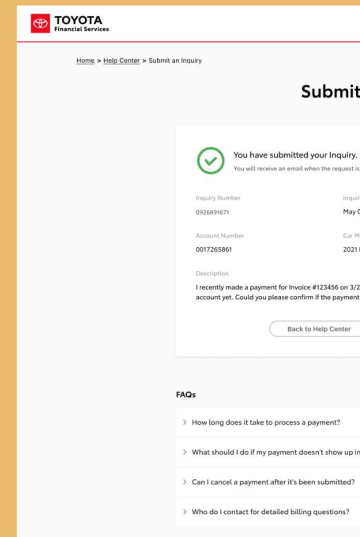 TOYOTA
Financial Services
Home > Help Center > Submit an Inquiry
Submit
You have submitted your Inquiry.
You will receive an email when the request is
Inquiry Number
0926891671
May
Account Number
Car
0017265861
2021
Description
I recently made a payment for Invoice #123456 on
account yet. Could you please confirm if the payment
Back to Help Center
FAQs
> How long does it take to process a payment?
> What should I do if my payment doesn't show up in
> Can I cancel a payment after it's been submitted?
> Who do I contact for detailed billing questions?